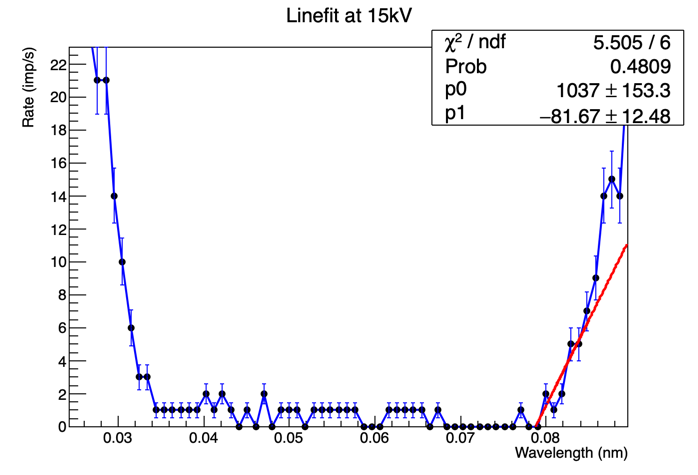 Linefit at 15kV
χ² / ndf 5.505 / 6
Prob 0.4809
p0 1037 ± 153.3
p1 −81.67 ± 12.48
Rate (imp/s)
22
20
18
16
14
12
10
8
6
4
2
0
0.03 0.04 0.05 0.06 0.07 0.08
Wavelength (nm)